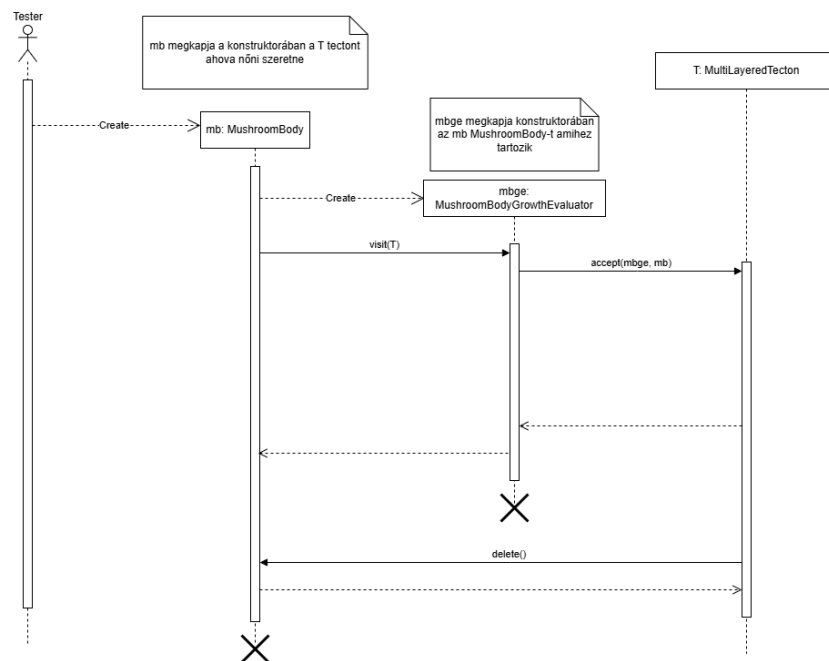 Tester
mb megkapja a konstruktorában a T tectont
ahova nőni szeretne
T: MultiLayeredTecton
mbge megkapja konstruktorában
az mb MushroomBody-t amihez
tartozik
Create
mb: MushroomBody
Create
mbge:
MushroomBodyGrowthEvaluator
visit(T)
accept(mbge, mb)
delete()